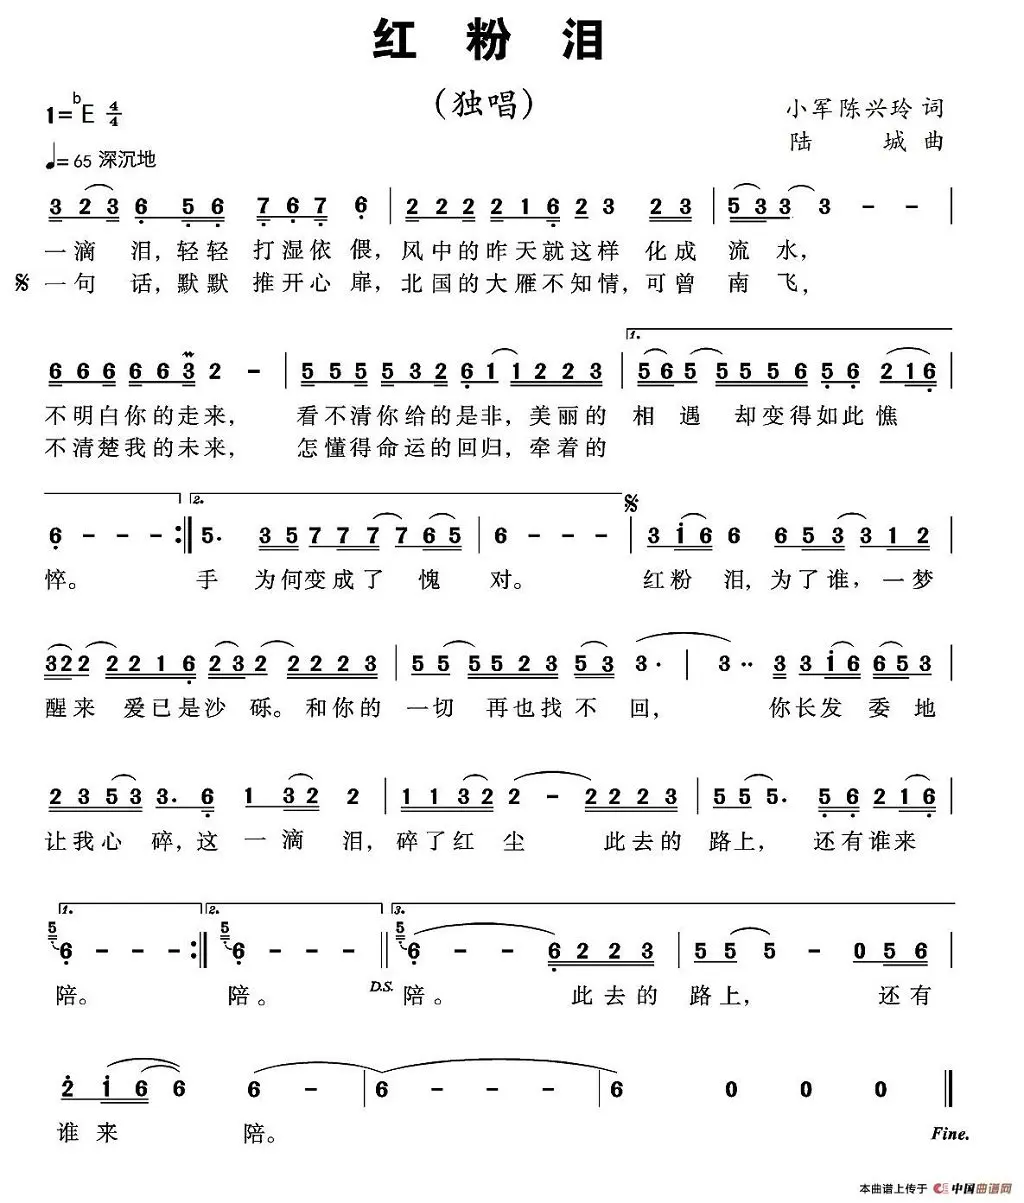 红粉泪
(独唱)
1=♭E 4/4
小军 陈兴玲 词
♩=65 深沉地
陆 城 曲
3 2 3 6 5 6 7 6 7 6 | 2 2 2 2 1 6 2 3 2 3 | 5 3 3 3 - - |
一滴 泪,轻轻 打湿依 偎,风中的昨天就这样 化成 流 水,
𝄋 一句 话,默默 推开心 扉,北国的大雁不知情,可曾 南 飞,
1.
6 6 6 6 6 3 2 - | 5 5 5 5 3 2 6 1 1 2 2 3 | 5 6 5 5 5 5 6 5 6 2 1 6 |
不明白你的走来, 看不清你给的是非,美丽的 相 遇 却变得如此憔
不清楚我的未来, 怎懂得命运的回归,牵着的
2. 𝄋
6 - - - :‖ 5. 3 5 7 7 7 7 6 5 | 6 - - - | 3 i 6 6 6 5 3 3 1 2 |
悴。 手 为何变成了 愧 对。 红粉 泪,为了谁,一梦
3 2 2 2 2 1 6 2 3 2 2 2 2 3 | 5 5 5 5 2 3 5 3 3. | 3.. 3 3 i 6 6 5 3
醒来 爱已是沙 砾。和你的 一切 再也找不 回, 你长发 委 地
2 3 5 3 3. 6 1 3 2 2 | 1 1 3 2 2 - 2 2 2 3 | 5 5 5. 5 6 2 1 6 |
让我心 碎,这 一滴 泪,碎了红 尘 此去的 路上, 还有谁来
1. 2. 3.
5 6 - - - :‖ 5 6 - - - ‖ 5 6 - - 6 2 2 3 | 5 5 5 - 0 5 6 |
陪。 陪。 D.S. 陪。 此去的 路上, 还有
2 i 6 6 6 - - | 6 - - - | 6 0 0 0 ‖
谁来 陪。
Fine.
本曲谱上传于 中国曲谱网